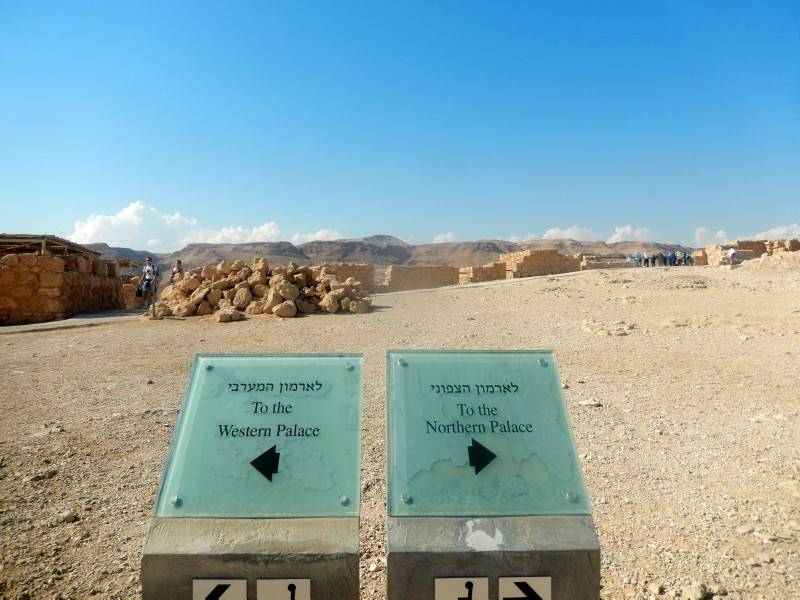 לארמון המערבי
To the
Western Palace
לארמון הצפוני
To the
Northern Palace